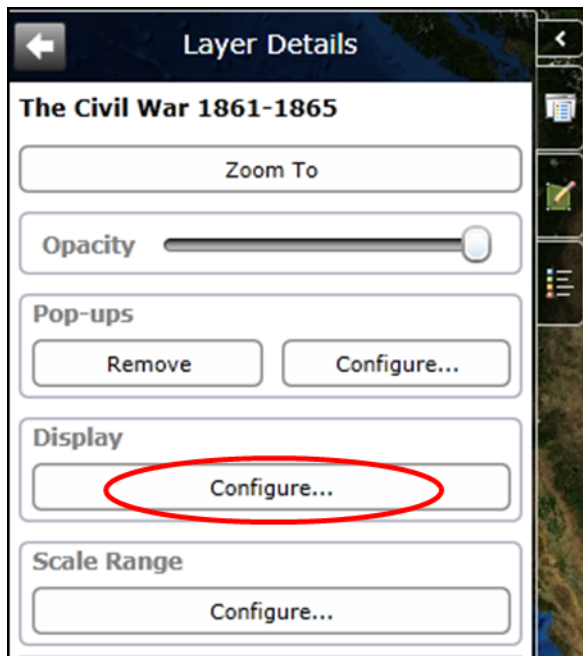 Layer Details
The Civil War 1861-1865
Zoom To
Opacity
Pop-ups
Remove Configure...
Display
Configure...
Scale Range
Configure...